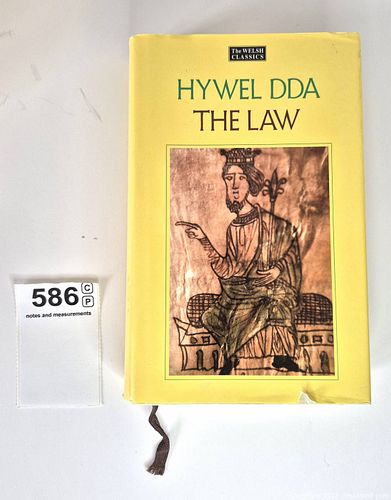 The WELSH
CLASSICS
HYWEL DDA
THE LAW
586
C
P
notes and measurements